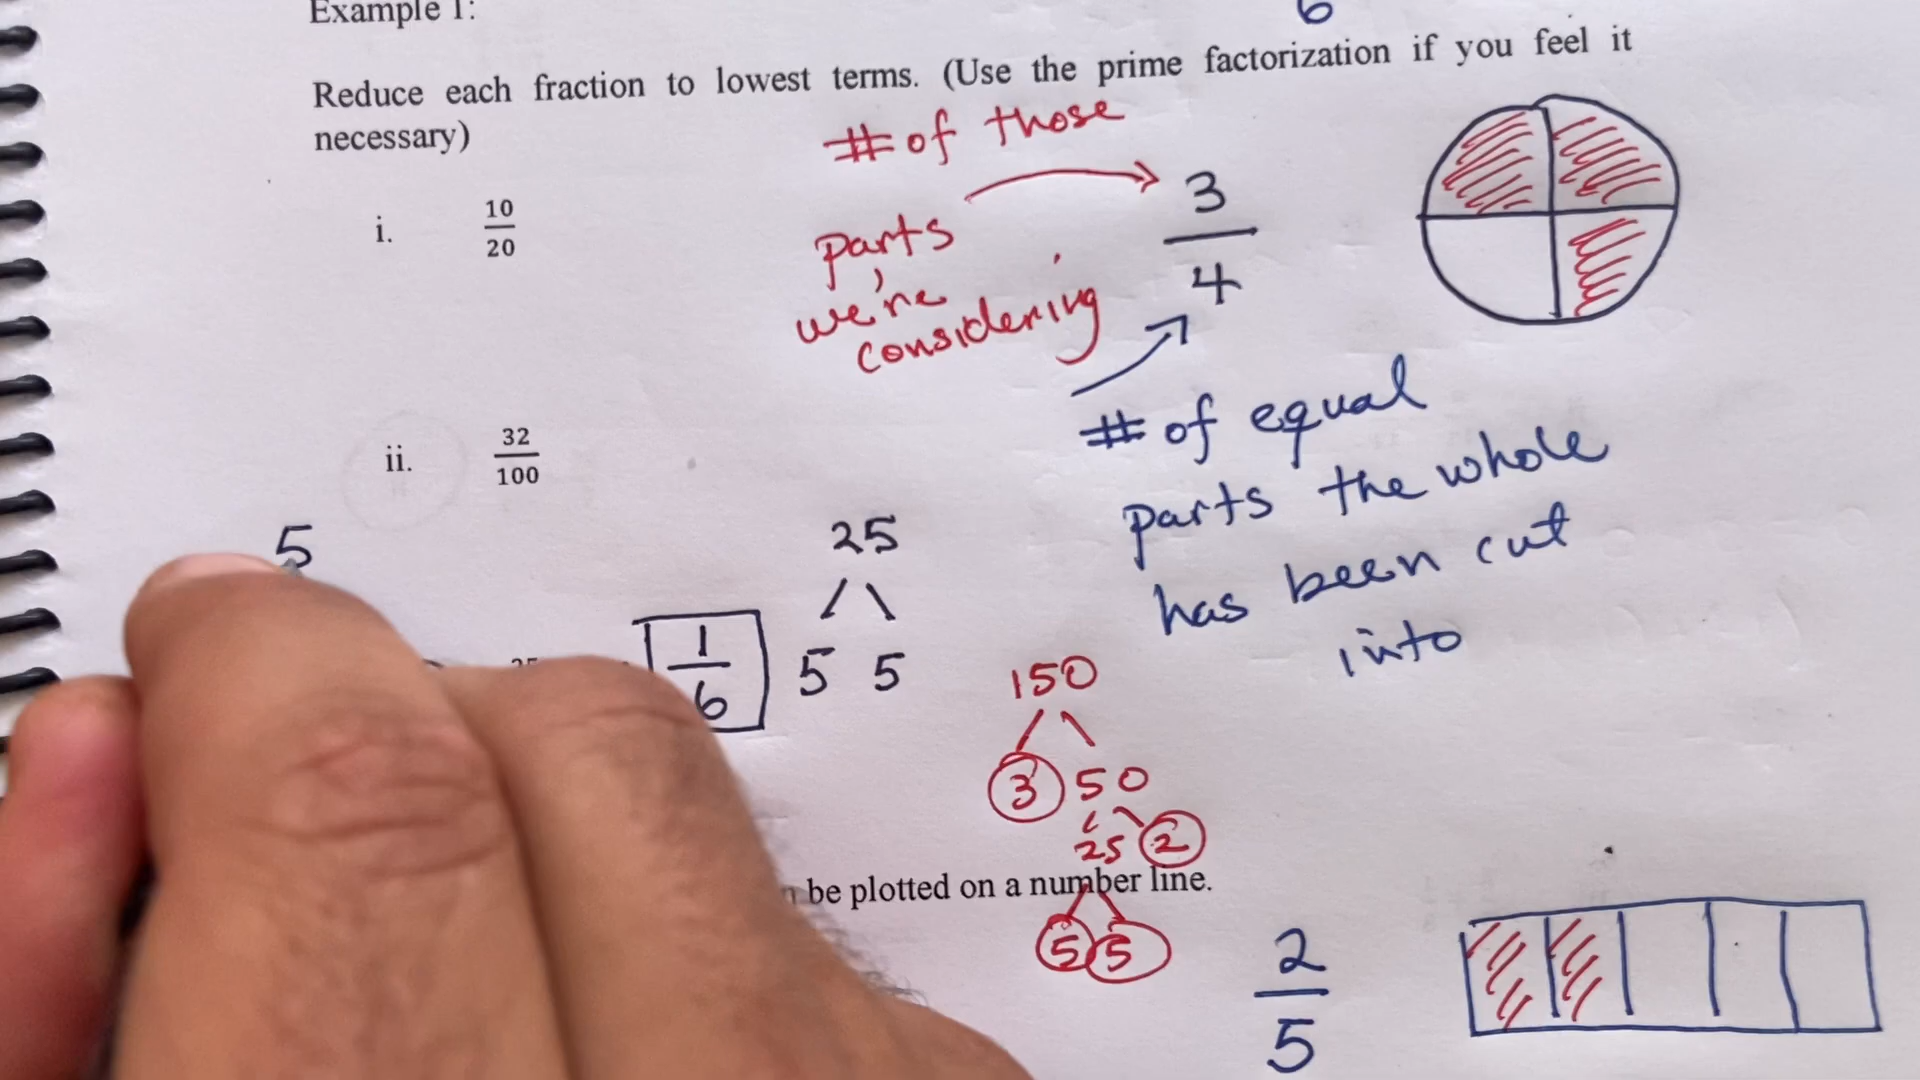 Example 1:
6
Reduce each fraction to lowest terms. (Use the prime factorization if you feel it
necessary)
# of those
parts
we're
considering
3
4
i. 10
20
# of equal
parts the whole
has been cut
into
ii. 32
100
5
25
5 5
1
6
150
3 50
25 2
5 5
be plotted on a number line.
2
5